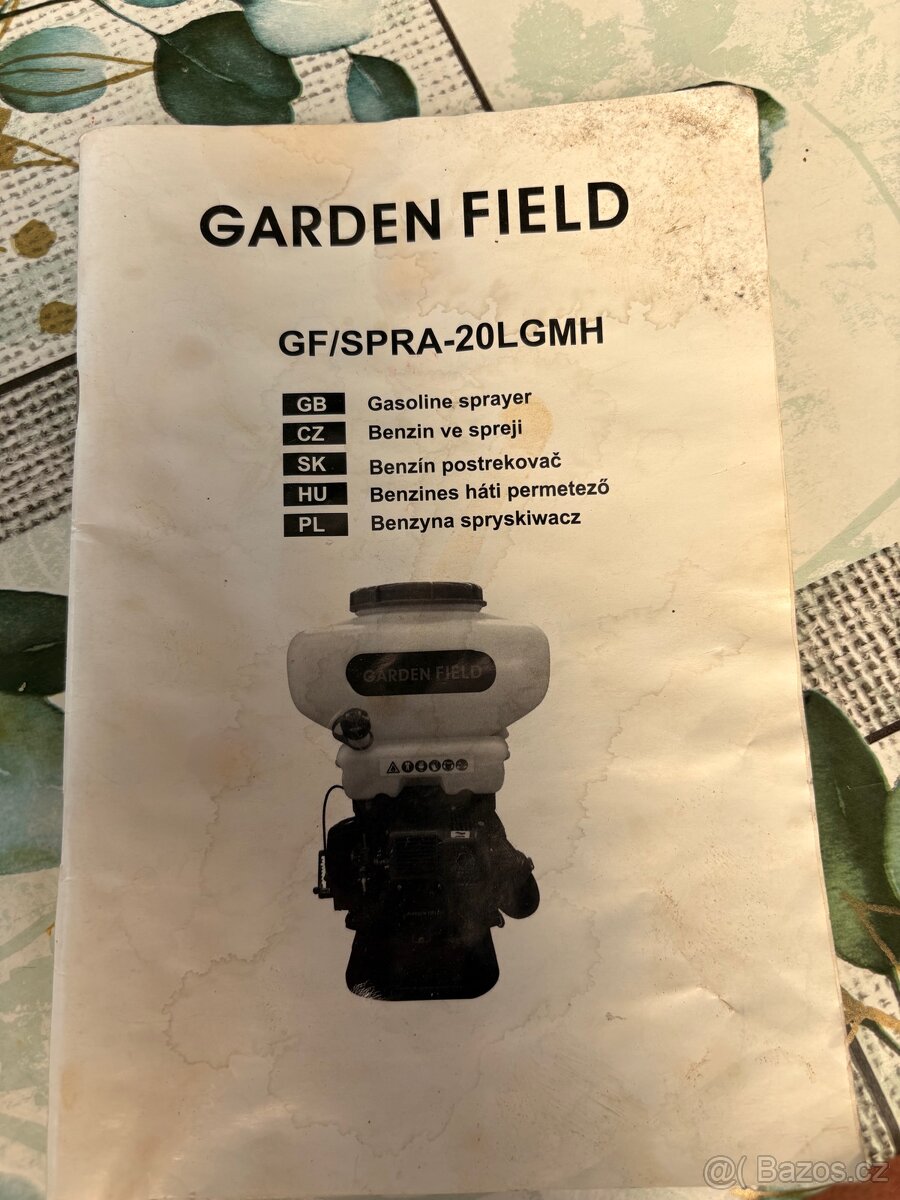 GARDEN FIELD
GF/SPRA-20LGMH
GB Gasoline sprayer
CZ Benzin ve spreji
SK Benzín postrekovač
HU Benzines háti permetező
PL Benzyna spryskiwacz
GARDEN FIELD
@( Bazos.cz